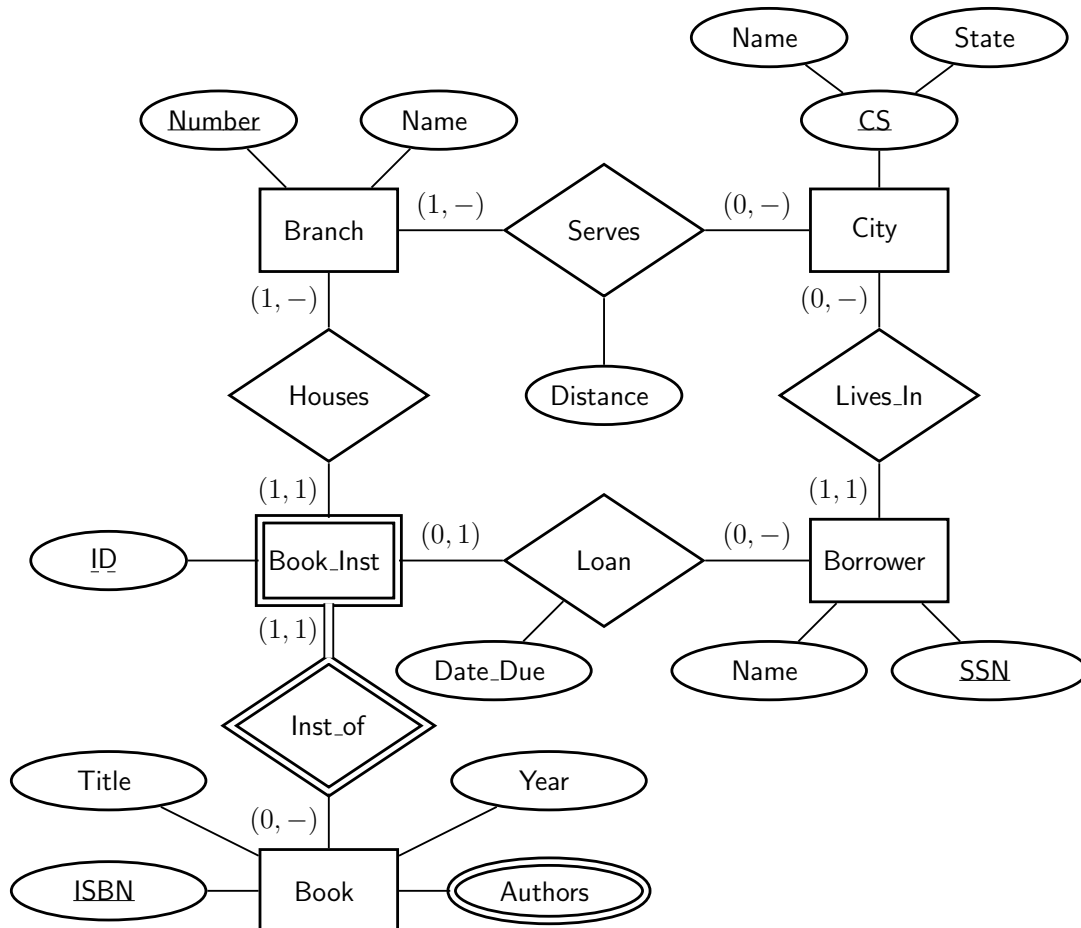 Name
State
Number
Name
CS
(1, −)
(0, −)
Branch
Serves
City
(1, −)
(0, −)
Houses
Distance
Lives_In
(1, 1)
(1, 1)
(0, 1)
(0, −)
ID
Book_Inst
Loan
Borrower
(1, 1)
Date_Due
Name
SSN
Inst_of
Title
Year
(0, −)
ISBN
Book
Authors